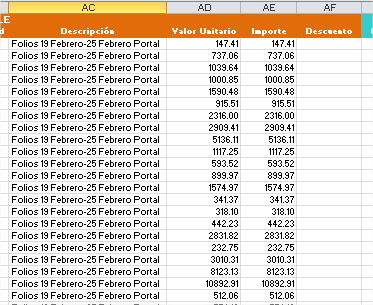 AC AD AE AF
LE
d Descripción Valor Unitario Importe Descuento
Folios 19 Febrero-25 Febrero Portal 147.41 147.41
Folios 19 Febrero-25 Febrero Portal 737.06 737.06
Folios 19 Febrero-25 Febrero Portal 1039.64 1039.64
Folios 19 Febrero-25 Febrero Portal 1000.85 1000.85
Folios 19 Febrero-25 Febrero Portal 1590.48 1590.48
Folios 19 Febrero-25 Febrero Portal 915.51 915.51
Folios 19 Febrero-25 Febrero Portal 2316.00 2316.00
Folios 19 Febrero-25 Febrero Portal 2909.41 2909.41
Folios 19 Febrero-25 Febrero Portal 5136.11 5136.11
Folios 19 Febrero-25 Febrero Portal 1117.25 1117.25
Folios 19 Febrero-25 Febrero Portal 593.52 593.52
Folios 19 Febrero-25 Febrero Portal 899.97 899.97
Folios 19 Febrero-25 Febrero Portal 1574.97 1574.97
Folios 19 Febrero-25 Febrero Portal 341.37 341.37
Folios 19 Febrero-25 Febrero Portal 318.10 318.10
Folios 19 Febrero-25 Febrero Portal 442.23 442.23
Folios 19 Febrero-25 Febrero Portal 2831.82 2831.82
Folios 19 Febrero-25 Febrero Portal 232.75 232.75
Folios 19 Febrero-25 Febrero Portal 3010.31 3010.31
Folios 19 Febrero-25 Febrero Portal 8123.13 8123.13
Folios 19 Febrero-25 Febrero Portal 10892.91 10892.91
Folios 19 Febrero-25 Febrero Portal 512.06 512.06